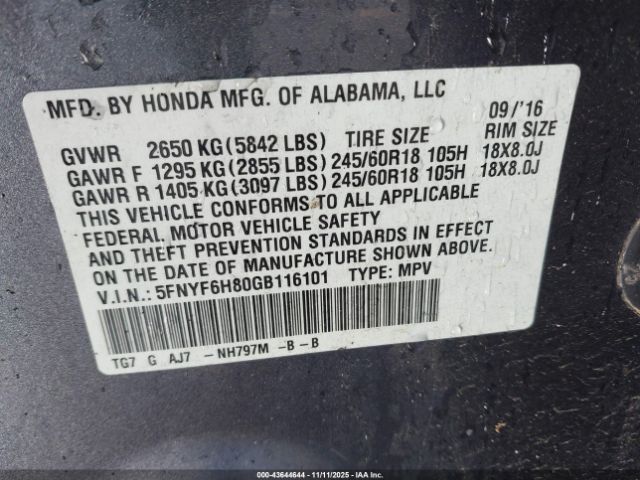 MFD. BY HONDA MFG. OF ALABAMA, LLC 09/'16
GVWR 2650 KG(5842 LBS) TIRE SIZE RIM SIZE
GAWR F 1295 KG(2855 LBS) 245/60R18 105H 18X8.0J
GAWR R 1405 KG(3097 LBS) 245/60R18 105H 18X8.0J
THIS VEHICLE CONFORMS TO ALL APPLICABLE
FEDERAL MOTOR VEHICLE SAFETY
AND THEFT PREVENTION STANDARDS IN EFFECT
ON THE DATE OF MANUFACTURE SHOWN ABOVE.
V.I.N.: 5FNYF6H80GB116101 TYPE: MPV
TG7 G AJ7 -NH797M -B -B
000-43644644 - 11/11/2025 - IAA Inc.